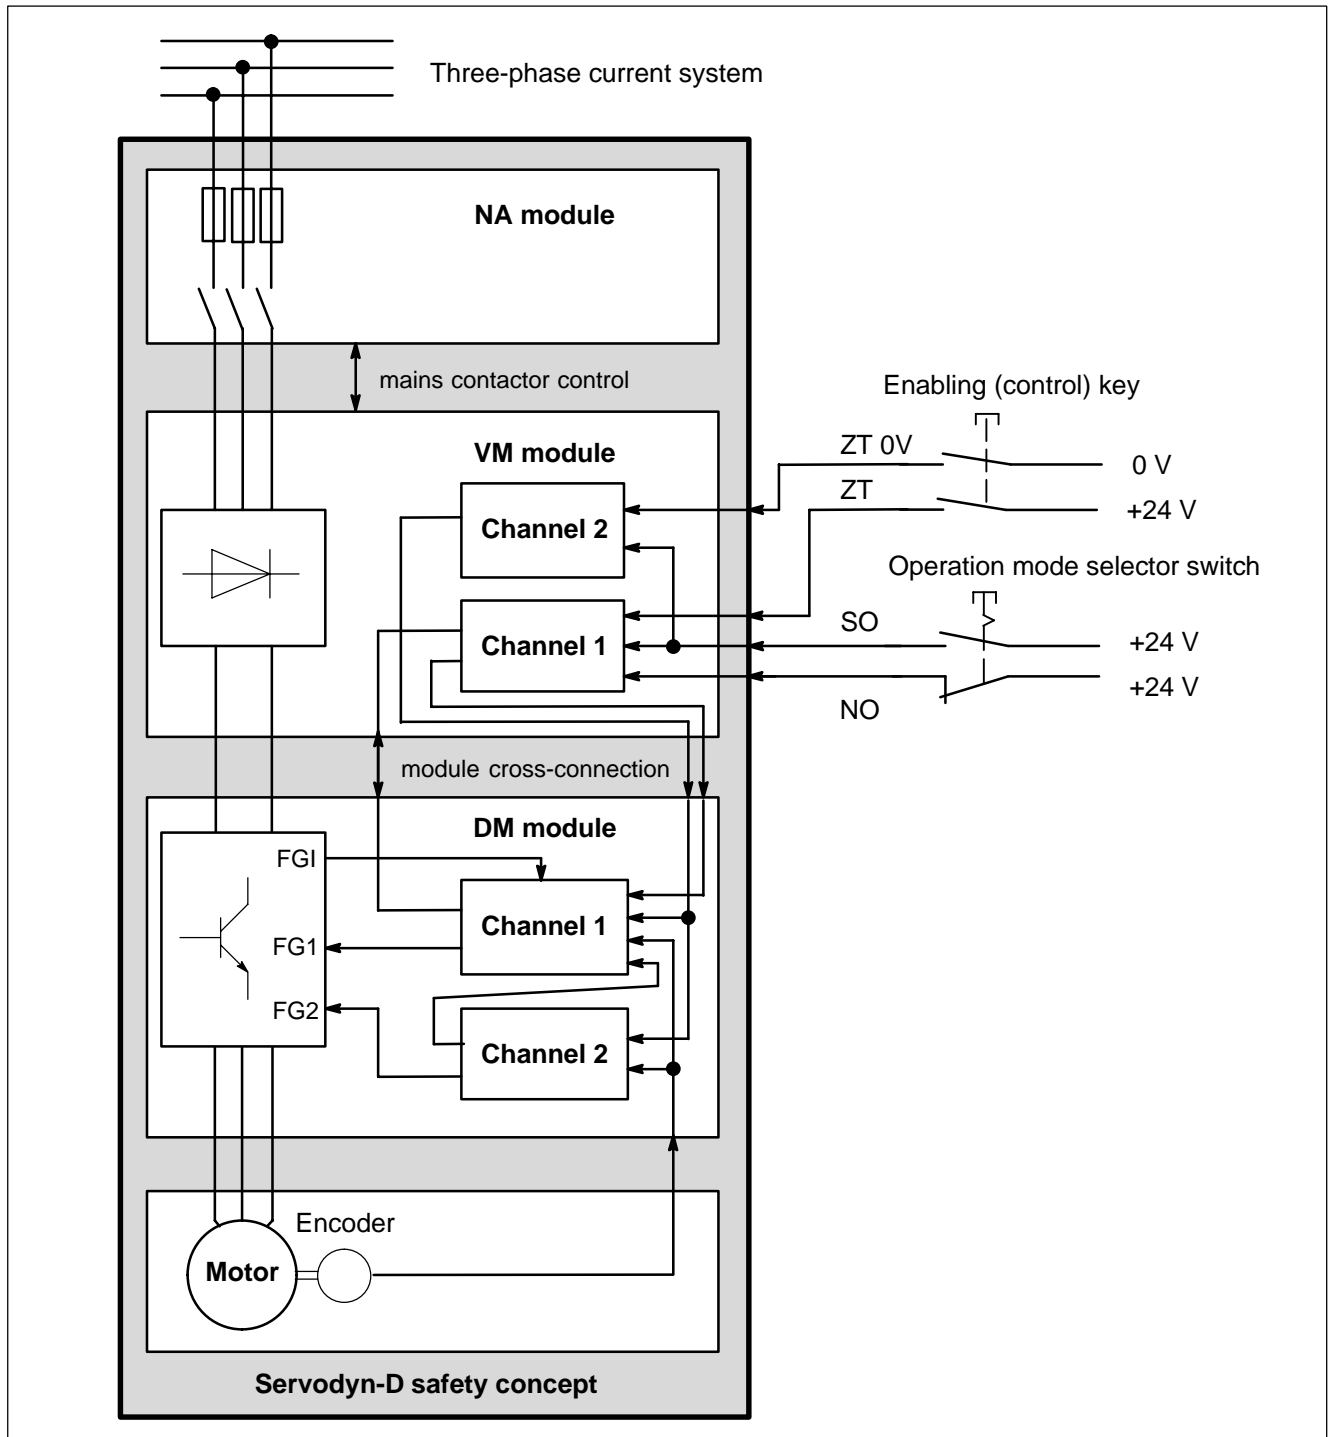 Three-phase current system
NA module
mains contactor control
Enabling (control) key
VM module
ZT 0V
0 V
ZT
+24 V
Channel 2
Operation mode selector switch
Channel 1
SO
+24 V
+24 V
NO
module cross-connection
DM module
FGI
Channel 1
FG1
FG2
Channel 2
Encoder
Motor
Servodyn-D safety concept